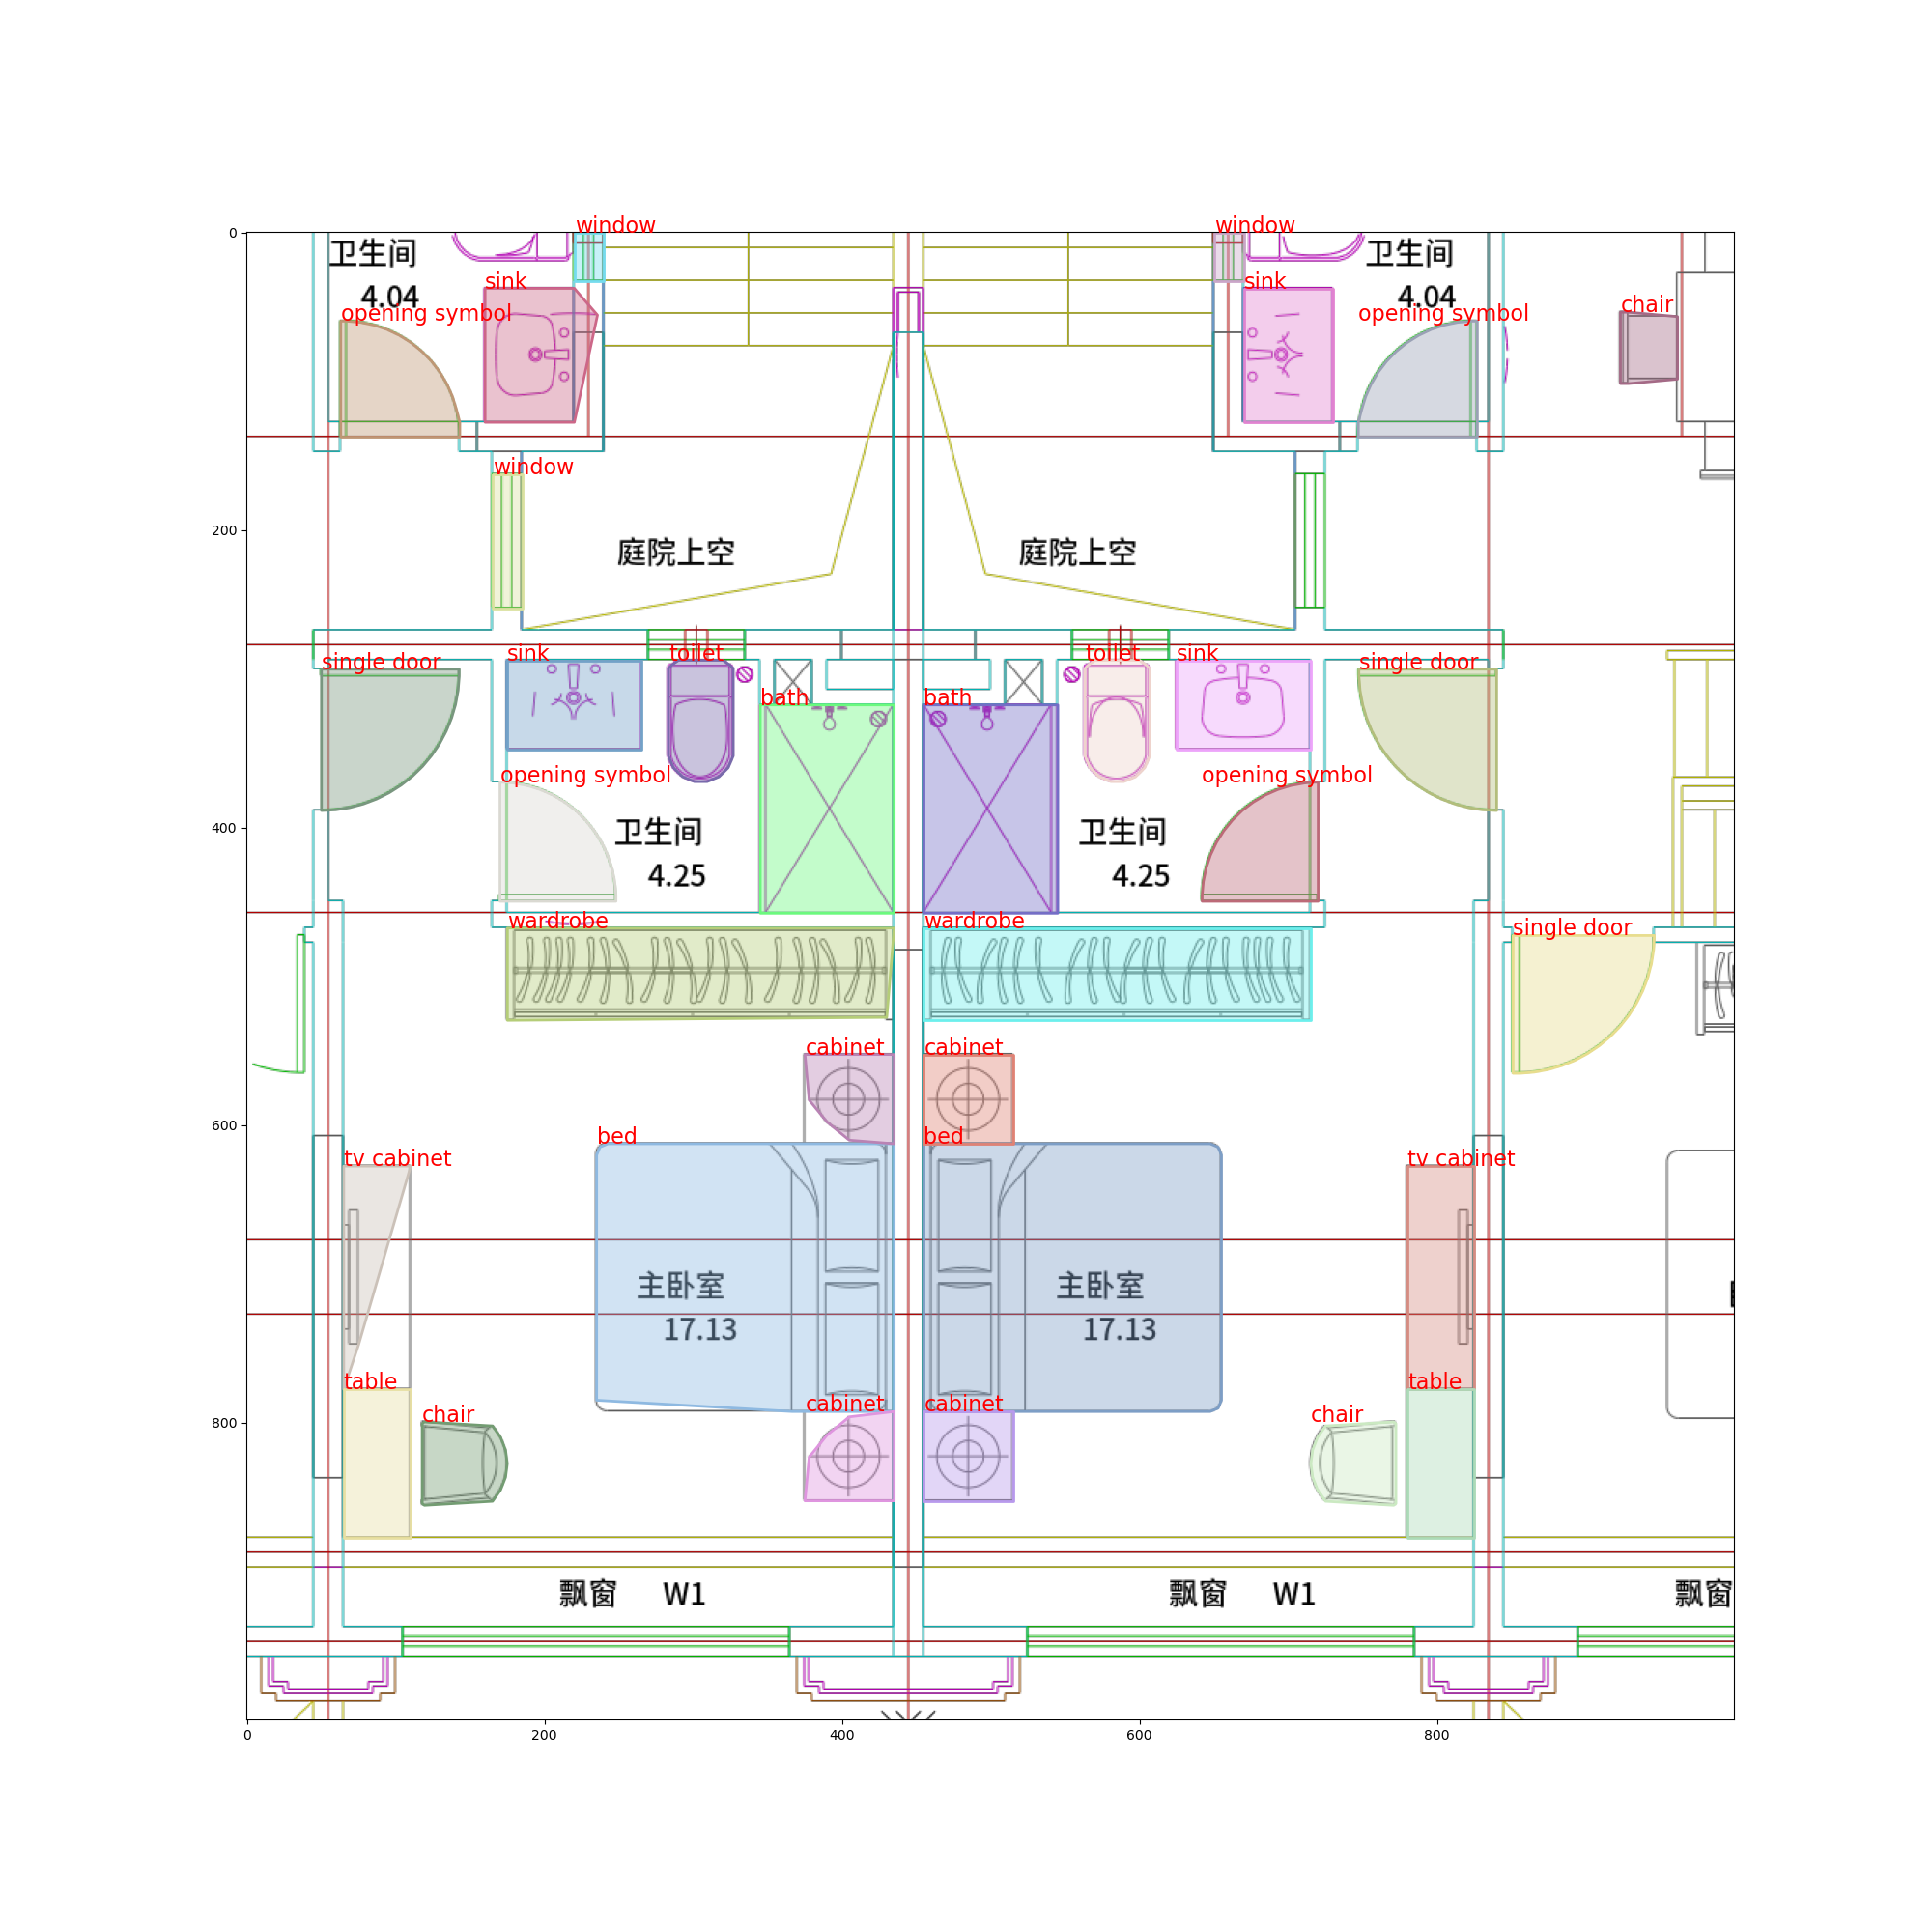 window
window
0
卫生间
卫生间
sink
sink
4.04
4.04
chair
opening symbol
opening symbol
window
200
庭院上空
庭院上空
sink
toilet
toilet
sink
single door
single door
bath
bath
opening symbol
opening symbol
400
卫生间
卫生间
4.25
4.25
wardrobe
wardrobe
single door
cabinet
cabinet
600
bed
bed
tv cabinet
tv cabinet
主卧室
主卧室
17.13
17.13
table
table
cabinet
cabinet
800
chair
chair
飘窗 W1
飘窗 W1
飘窗
0
200
400
600
800